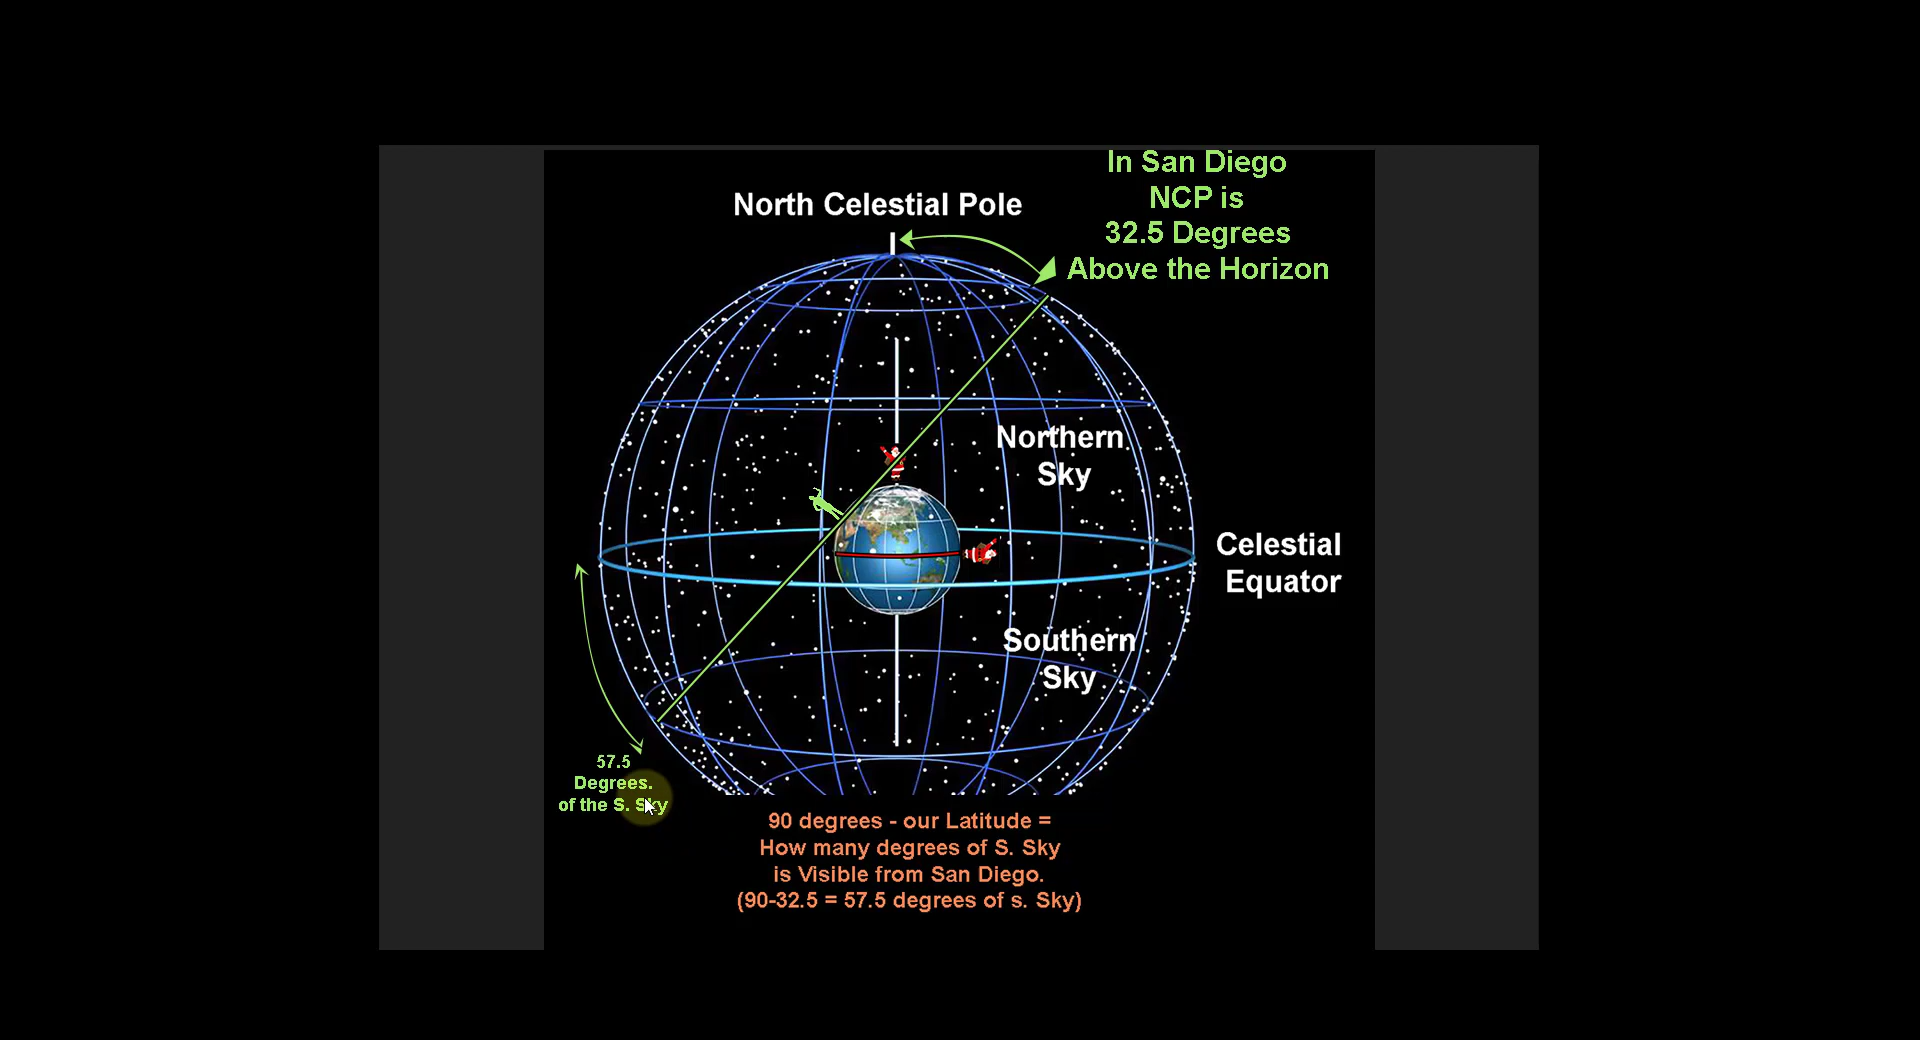 In San Diego
NCP is
32.5 Degrees
Above the Horizon
North Celestial Pole
Northern
Sky
Celestial
Equator
Southern
Sky
57.5
Degrees.
of the S. Sky
90 degrees - our Latitude =
How many degrees of S. Sky
is Visible from San Diego.
(90-32.5 = 57.5 degrees of s. Sky)